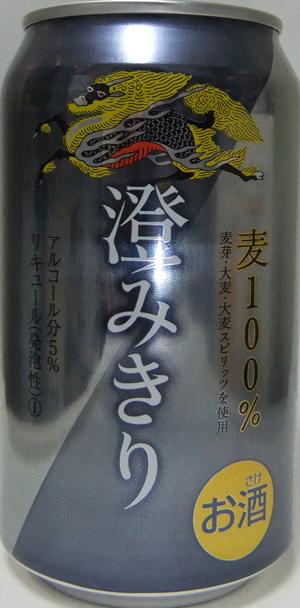 麦100%
麦芽・大麦・大麦スピリッツを使用
澄みきり
アルコール分5%
リキュール(発泡性)①
さけ
お酒